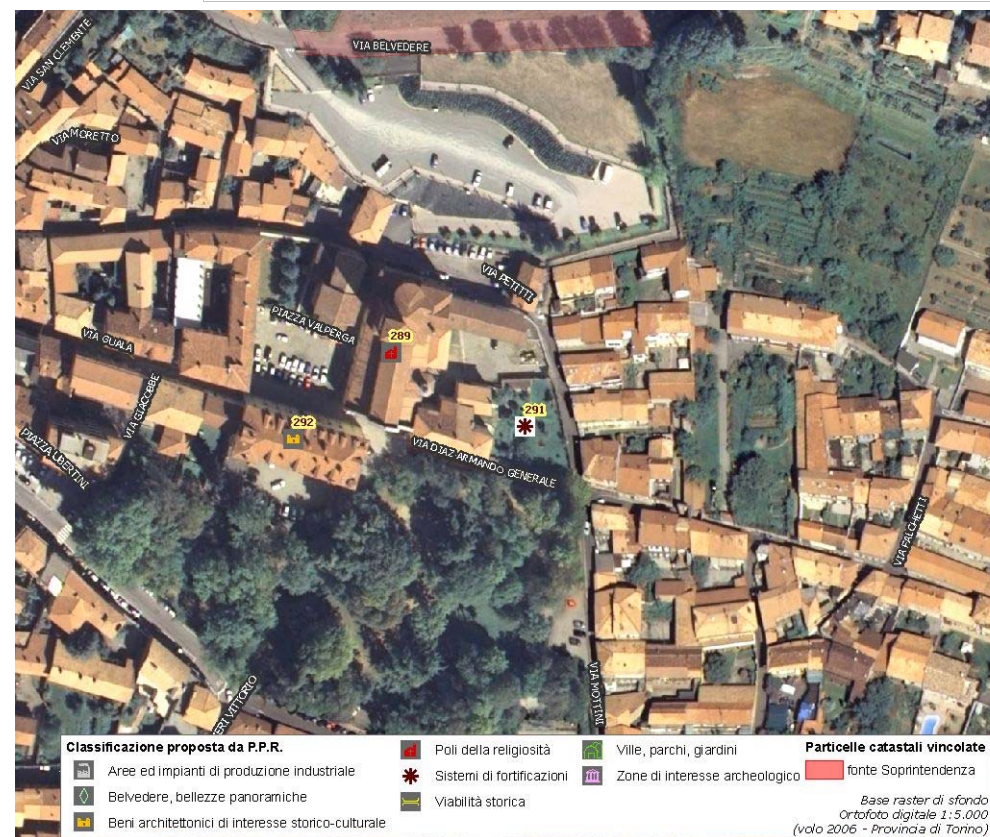 VIA SAN CLEMENTE
VIA BELVEDERE
VIA MORETTO
VIA PETITTI
PIAZZA VALPERGA
289
VIA GUALA
VIA GIACOBBE
291
292
PIAZZA UBERTINI
VIA DIAZ ARMANDO GENERALE
VIA FALCHETTI
VIA MOTTINI
ERI VITTORIO
Classificazione proposta da P.P.R.
Aree ed impianti di produzione industriale
Belvedere, bellezze panoramiche
Beni architettonici di interesse storico-culturale
Poli della religiosità
Sistemi di fortificazioni
Viabilità storica
Ville, parchi, giardini
Zone di interesse archeologico
Particelle catastali vincolate
fonte Soprintendenza
Base raster di sfondo
Ortofoto digitale 1:5.000
(volo 2006 - Provincia di Torino)